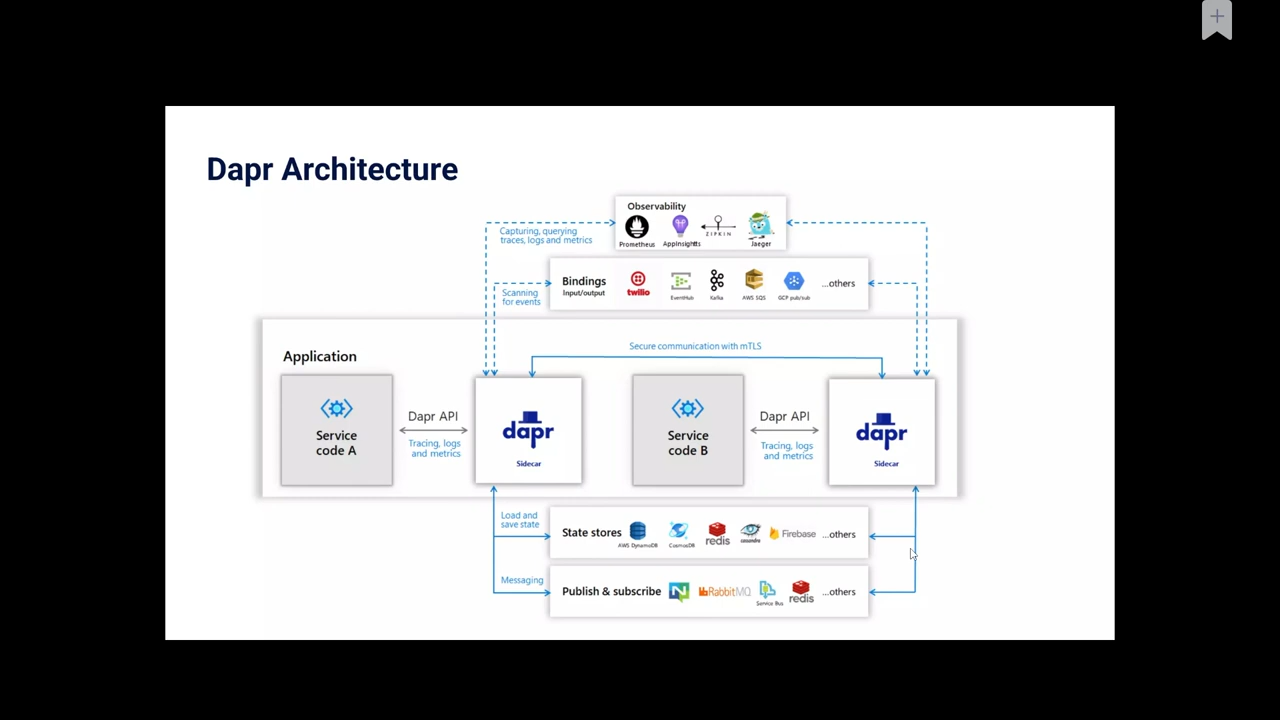 Dapr Architecture
Observability
Prometheus
AppInsights
ZIPKIN
Jaeger
Capturing, querying
traces, logs and metrics
Bindings
Input/output
twilio
EventHub
Kafka
AWS SQS
GCP pub/sub
...others
Scanning
for events
Application
Secure communication with mTLS
Service
code A
Dapr API
Tracing, logs
and metrics
dapr
Sidecar
Service
code B
Dapr API
Tracing, logs
and metrics
dapr
Sidecar
Load and
save state
State stores
AWS DynamoDB
CosmosDB
redis
cassandra
Firebase
...others
Messaging
Publish & subscribe
RabbitMQ
Service Bus
redis
...others